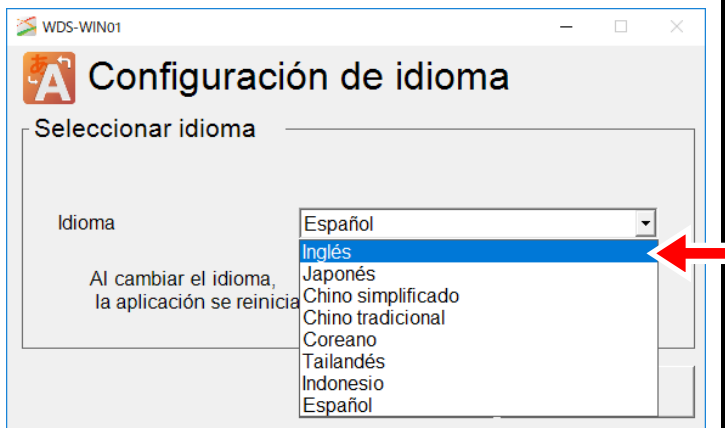 WDS-WIN01
Configuración de idioma
Seleccionar idioma
Idioma
Español
Inglés
Japonés
Chino simplificado
Chino tradicional
Coreano
Tailandés
Indonesio
Español
Al cambiar el idioma,
la aplicación se reinicia